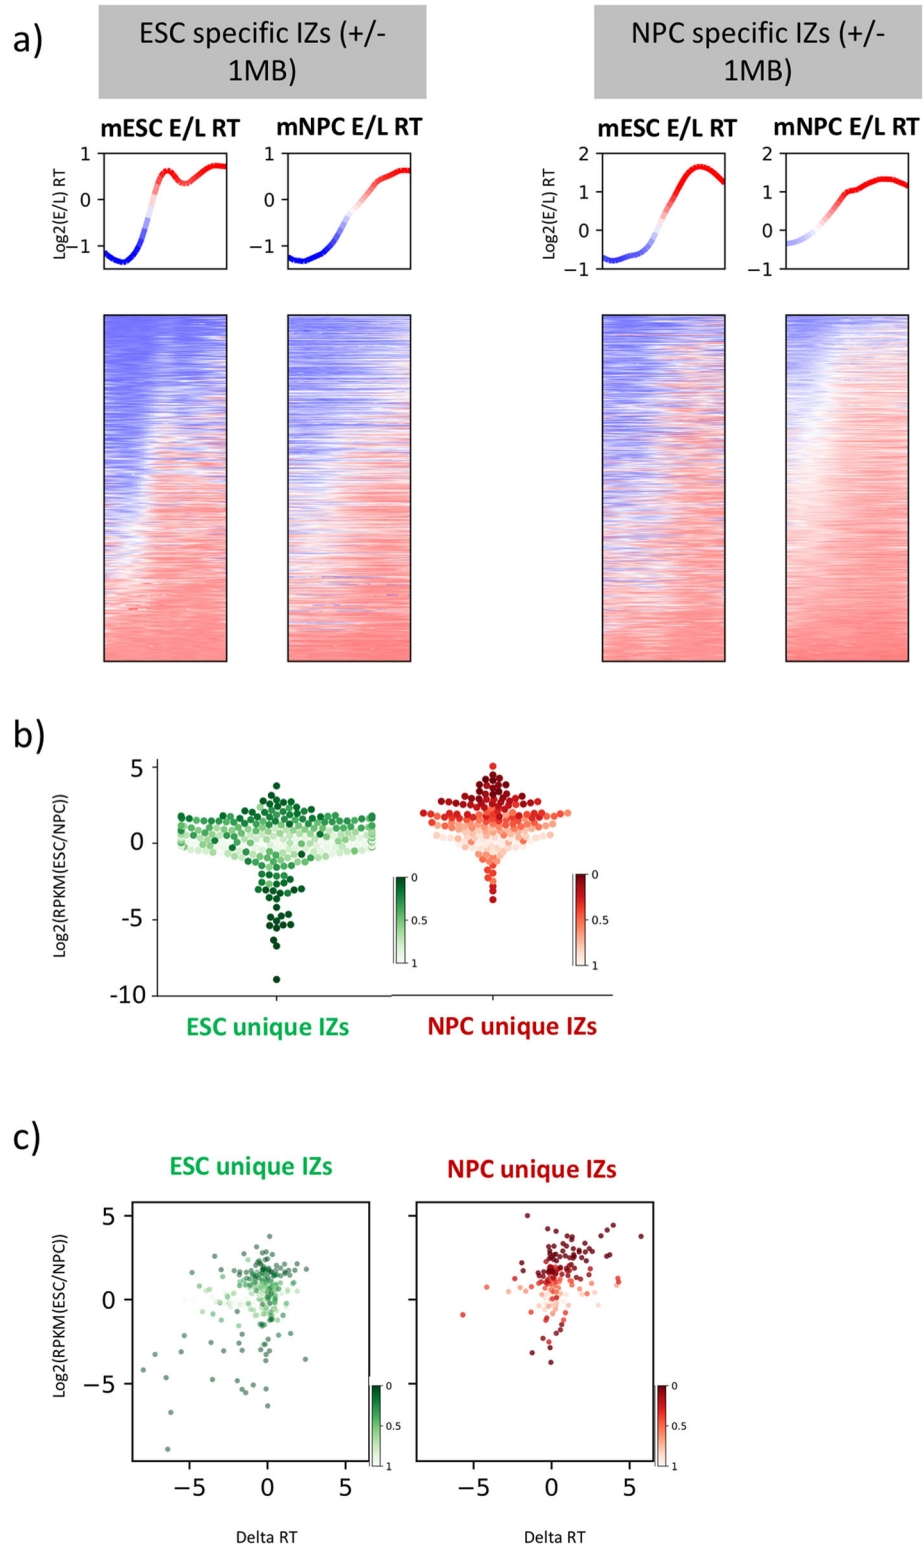 a)
ESC specific IZs (+/-
1MB)
NPC specific IZs (+/-
1MB)
mESC E/L RT
mNPC E/L RT
mESC E/L RT
mNPC E/L RT
Log2(E/L) RT
1
0
−1
1
0
−1
Log2(E/L) RT
2
1
0
−1
2
1
0
−1
b)
Log2(RPKM(ESC/NPC))
5
0
-5
-10
0
0.5
1
0
0.5
1
ESC unique IZs
NPC unique IZs
c)
ESC unique IZs
NPC unique IZs
Log2(RPKM(ESC/NPC))
5
0
−5
0
0.5
1
0
0.5
1
−5
0
5
−5
0
5
Delta RT
Delta RT